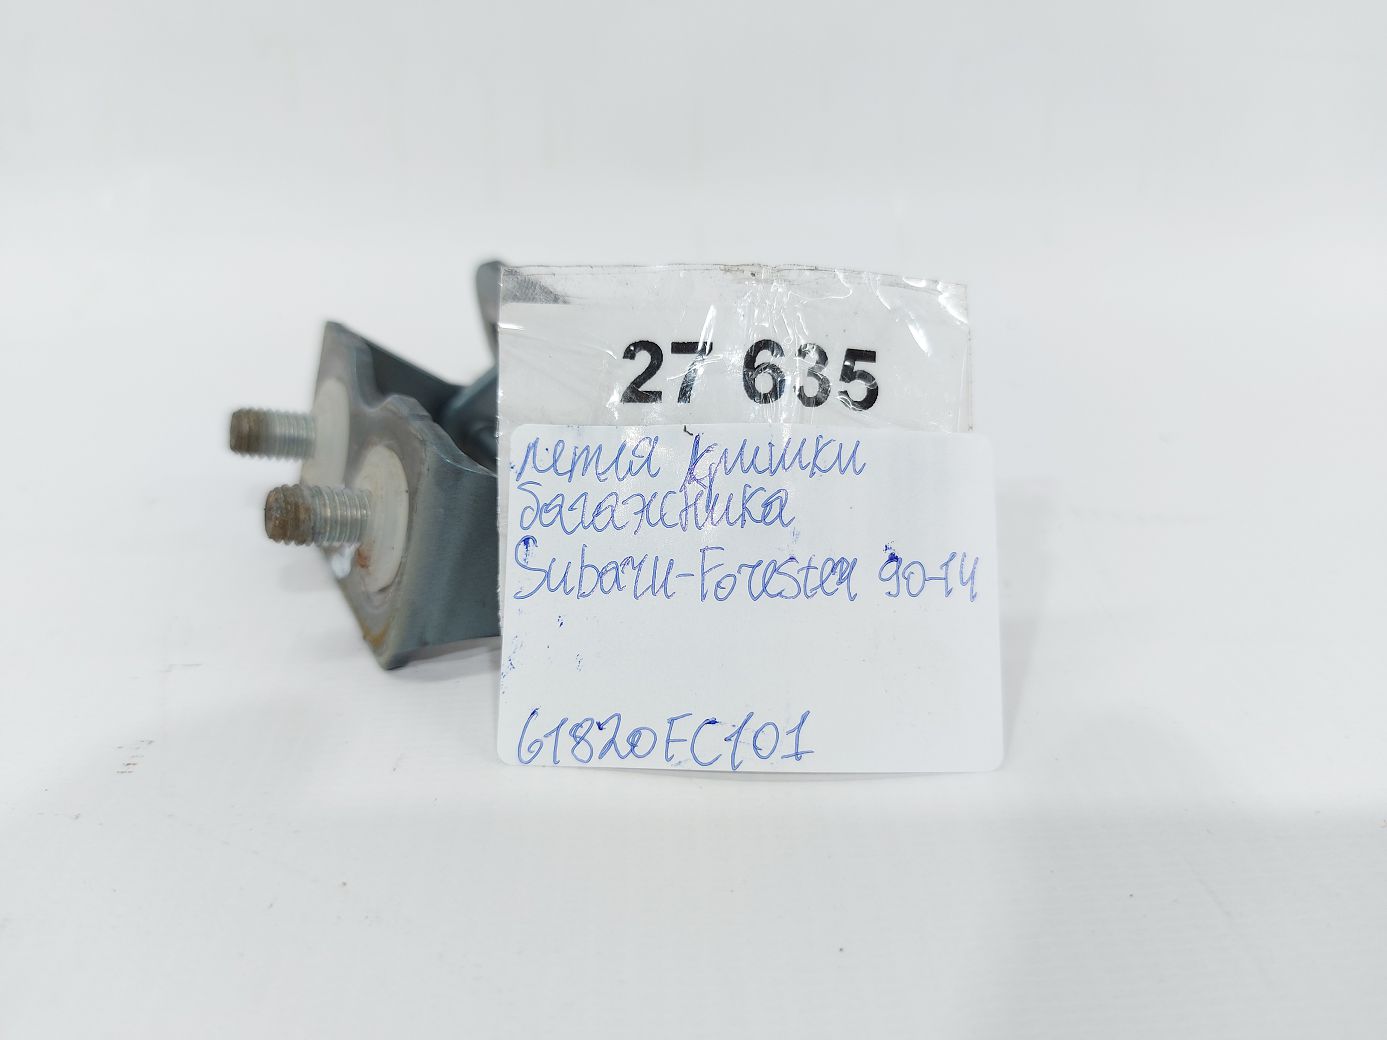 27 635
петля крышки
багажника
Subaru-Forester 90-14
61820FC101